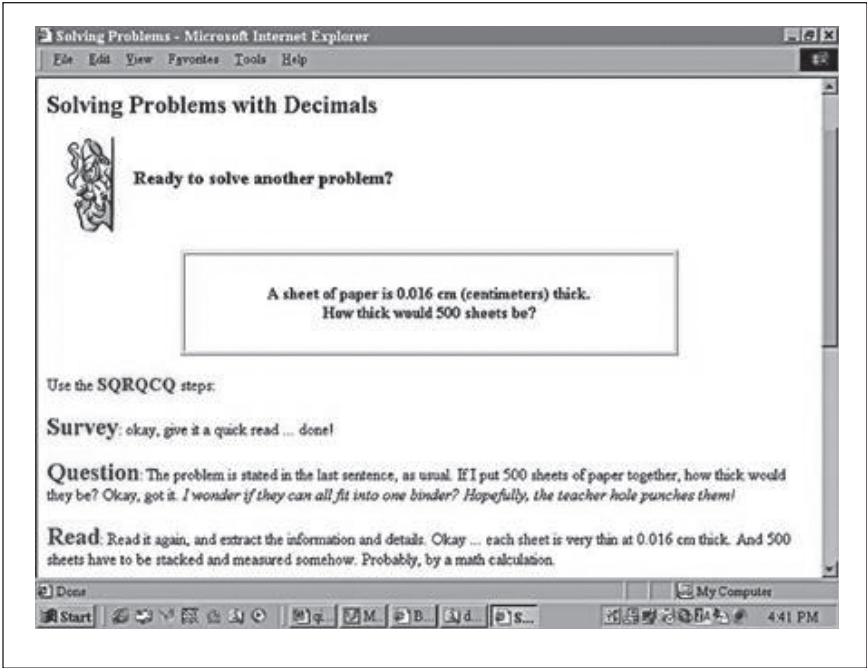 Solving Problems - Microsoft Internet Explorer
File Edit View Favorites Tools Help
Solving Problems with Decimals
Ready to solve another problem?
A sheet of paper is 0.016 cm (centimeters) thick.
How thick would 500 sheets be?
Use the SQRQCQ steps:
Survey: okay, give it a quick read ... done!
Question: The problem is stated in the last sentence, as usual. If I put 500 sheets of paper together, how thick would
they be? Okay, got it. I wonder if they can all fit into one binder? Hopefully, the teacher hole punches them!
Read: Read it again, and extract the information and details. Okay ... each sheet is very thin at 0.016 cm thick. And 500
sheets have to be stacked and measured somehow. Probably, by a math calculation.
Done My Computer
Start q... M... B... d... S... 4:41 PM